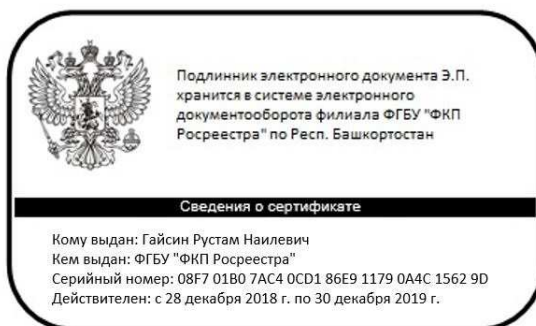 Подлинник электронного документа Э.П.
хранится в системе электронного
документооборота филиала ФГБУ "ФКП
Росреестра" по Респ. Башкортостан
Сведения о сертификате
Кому выдан: Гайсин Рустам Наилевич
Кем выдан: ФГБУ "ФКП Росреестра"
Серийный номер: 08F7 01B0 7AC4 0CD1 86E9 1179 0A4C 1562 9D
Действителен: с 28 декабря 2018 г. по 30 декабря 2019 г.